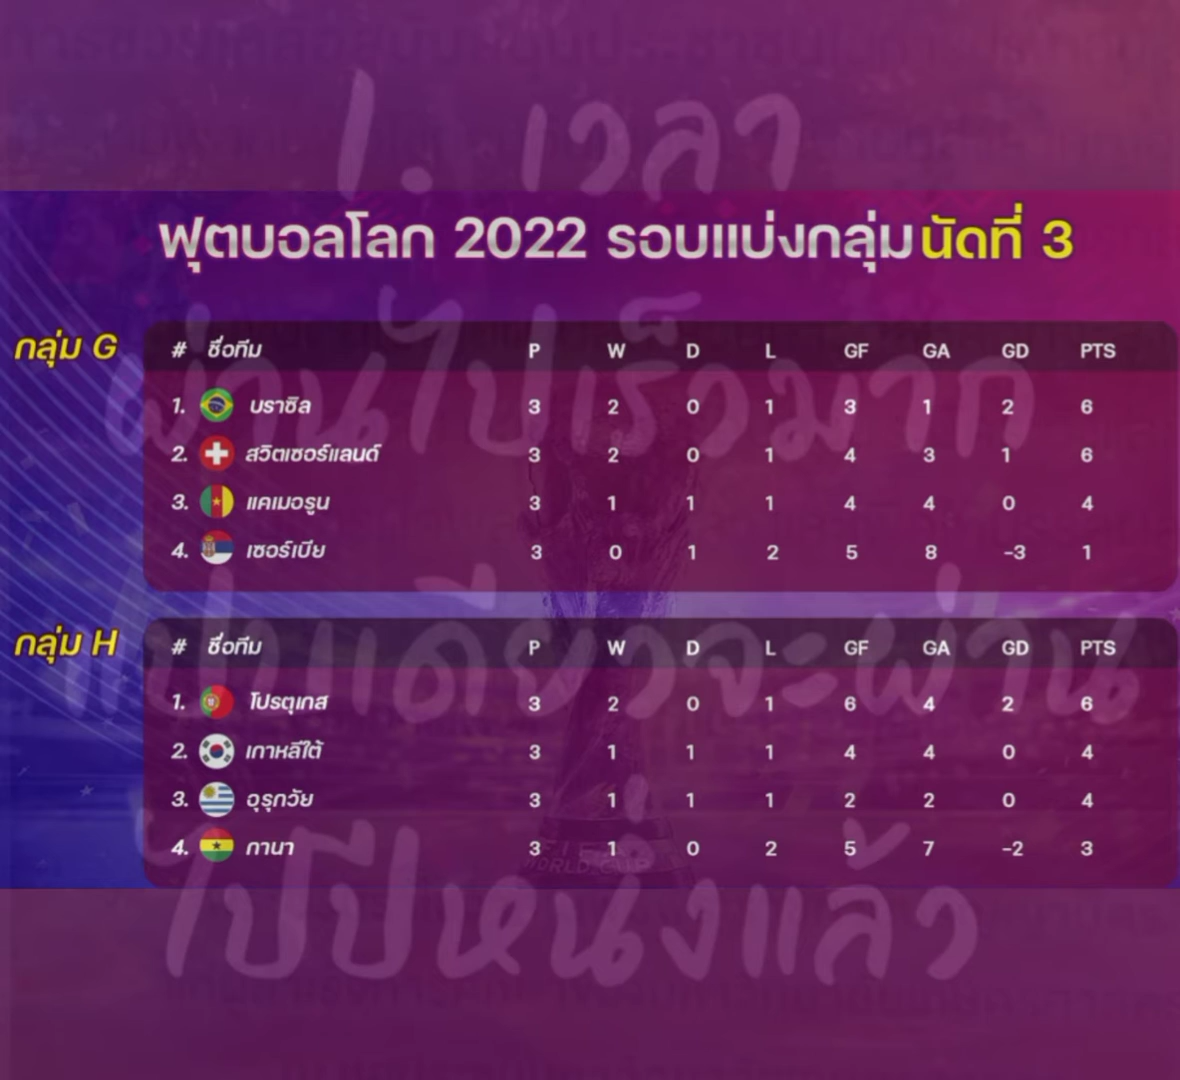 1. เวลา
ฟุตบอลโลก 2022 รอบแบ่งกลุ่มนัดที่ 3
ผ่านไปเร็วมาก
กลุ่ม G
# ชื่อทีม P W D L GF GA GD PTS
1. บราซิล 3 2 0 1 3 1 2 6
2. สวิตเซอร์แลนด์ 3 2 0 1 4 3 1 6
3. แคเมอรูน 3 1 1 1 4 4 0 4
4. เซอร์เบีย 3 0 1 2 5 8 -3 1
แปปเดียวจะผ่าน
กลุ่ม H
# ชื่อทีม P W D L GF GA GD PTS
1. โปรตุเกส 3 2 0 1 6 4 2 6
2. เกาหลีใต้ 3 1 1 1 4 4 0 4
3. อุรุกวัย 3 1 1 1 2 2 0 4
4. กานา 3 1 0 2 5 7 -2 3
WORLD CUP
ไปปีหนึ่งแล้ว